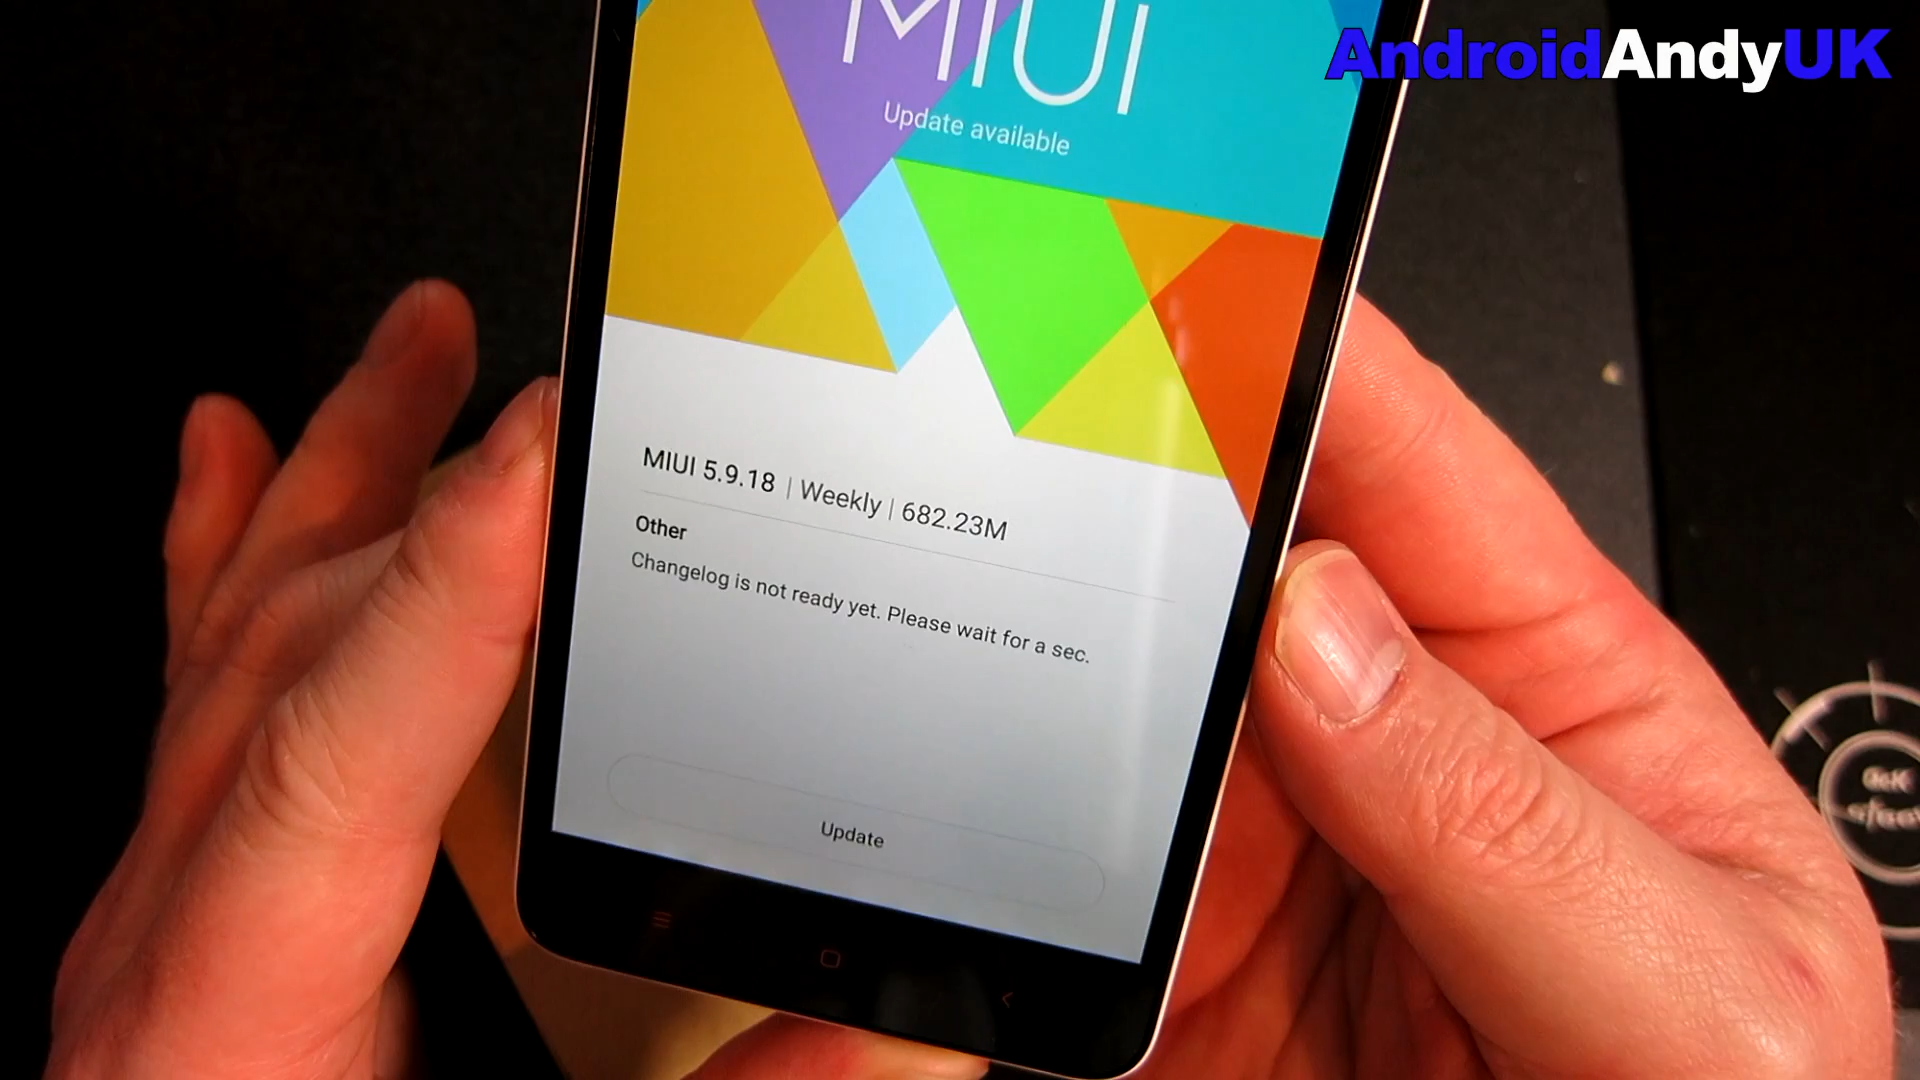 AndroidAndyUK
MIUI
Update available
MIUI 5.9.18 | Weekly | 682.23M
Other
Changelog is not ready yet. Please wait for a sec.
Update